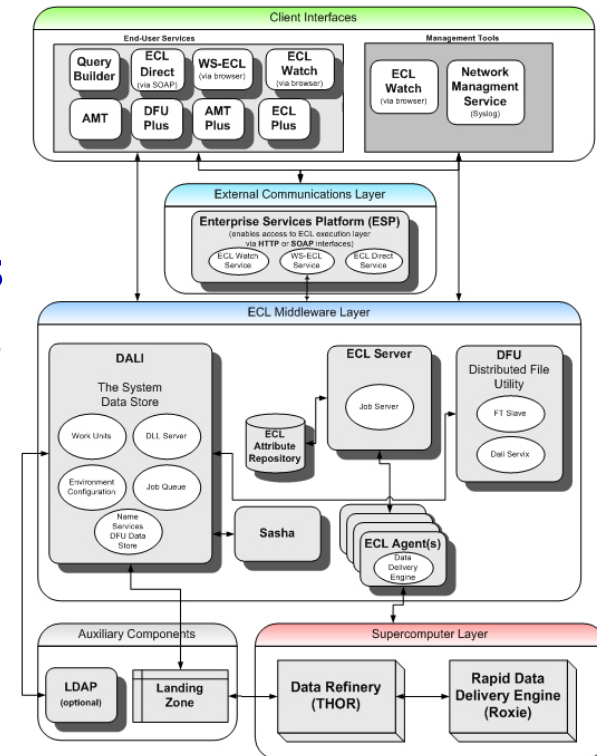 Client Interfaces
End-User Services
Query
Builder
ECL
Direct
(via SOAP)
WS-ECL
(via browser)
ECL
Watch
(via browser)
AMT
DFU
Plus
AMT
Plus
ECL
Plus
Management Tools
ECL
Watch
(via browser)
Network
Managment
Service
(Syslog)
External Communications Layer
Enterprise Services Platform (ESP)
(enables access to ECL execution layer
via HTTP or SOAP interfaces)
ECL Watch
Service
WS-ECL
Service
ECL Direct
Service
ECL Middleware Layer
DALI
The System
Data Store
Work Units
DLL Server
Environment
Configuration
Job Queue
Name
Services
DFU Data
Store
ECL Server
Job Server
ECL
Attribute
Repository
DFU
Distributed File
Utility
FT Slave
Dali Servix
Sasha
ECL Agent(s)
Data
Delivery
Engine
Auxiliary Components
LDAP
(optional)
Landing
Zone
Supercomputer Layer
Data Refinery
(THOR)
Rapid Data
Delivery Engine
(Roxie)